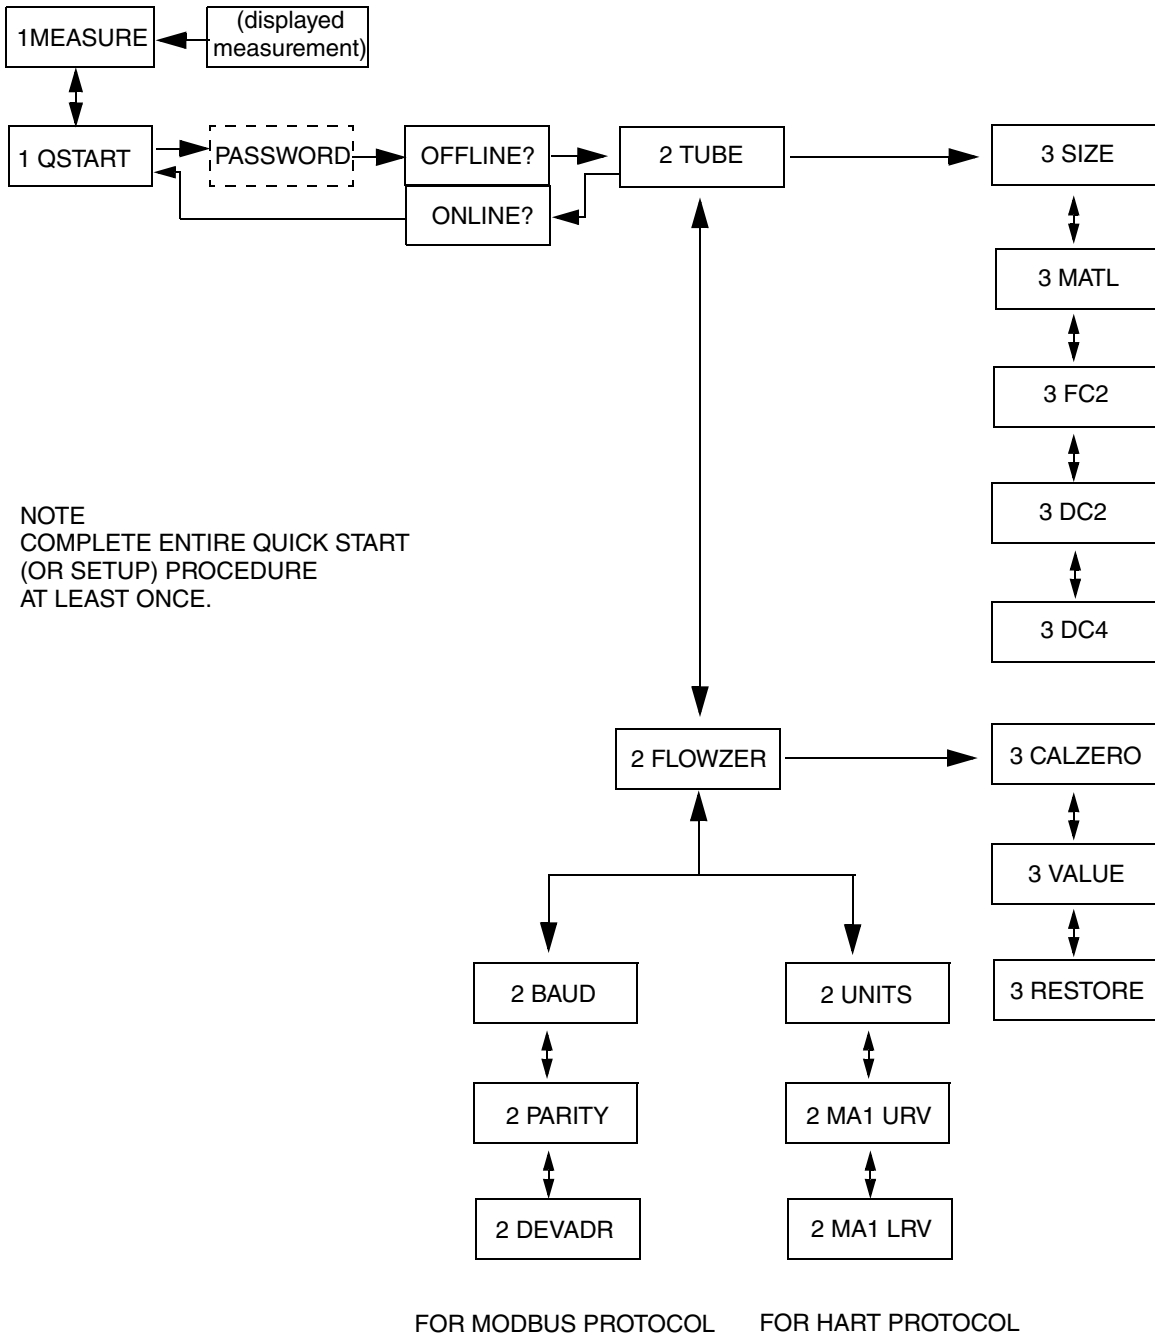 1MEASURE
(displayed
measurement)
1 QSTART
PASSWORD
OFFLINE?
2 TUBE
3 SIZE
ONLINE?
3 MATL
3 FC2
3 DC2
NOTE
COMPLETE ENTIRE QUICK START
(OR SETUP) PROCEDURE
AT LEAST ONCE.
3 DC4
2 FLOWZER
3 CALZERO
3 VALUE
2 BAUD
2 UNITS
3 RESTORE
2 PARITY
2 MA1 URV
2 DEVADR
2 MA1 LRV
FOR MODBUS PROTOCOL
FOR HART PROTOCOL